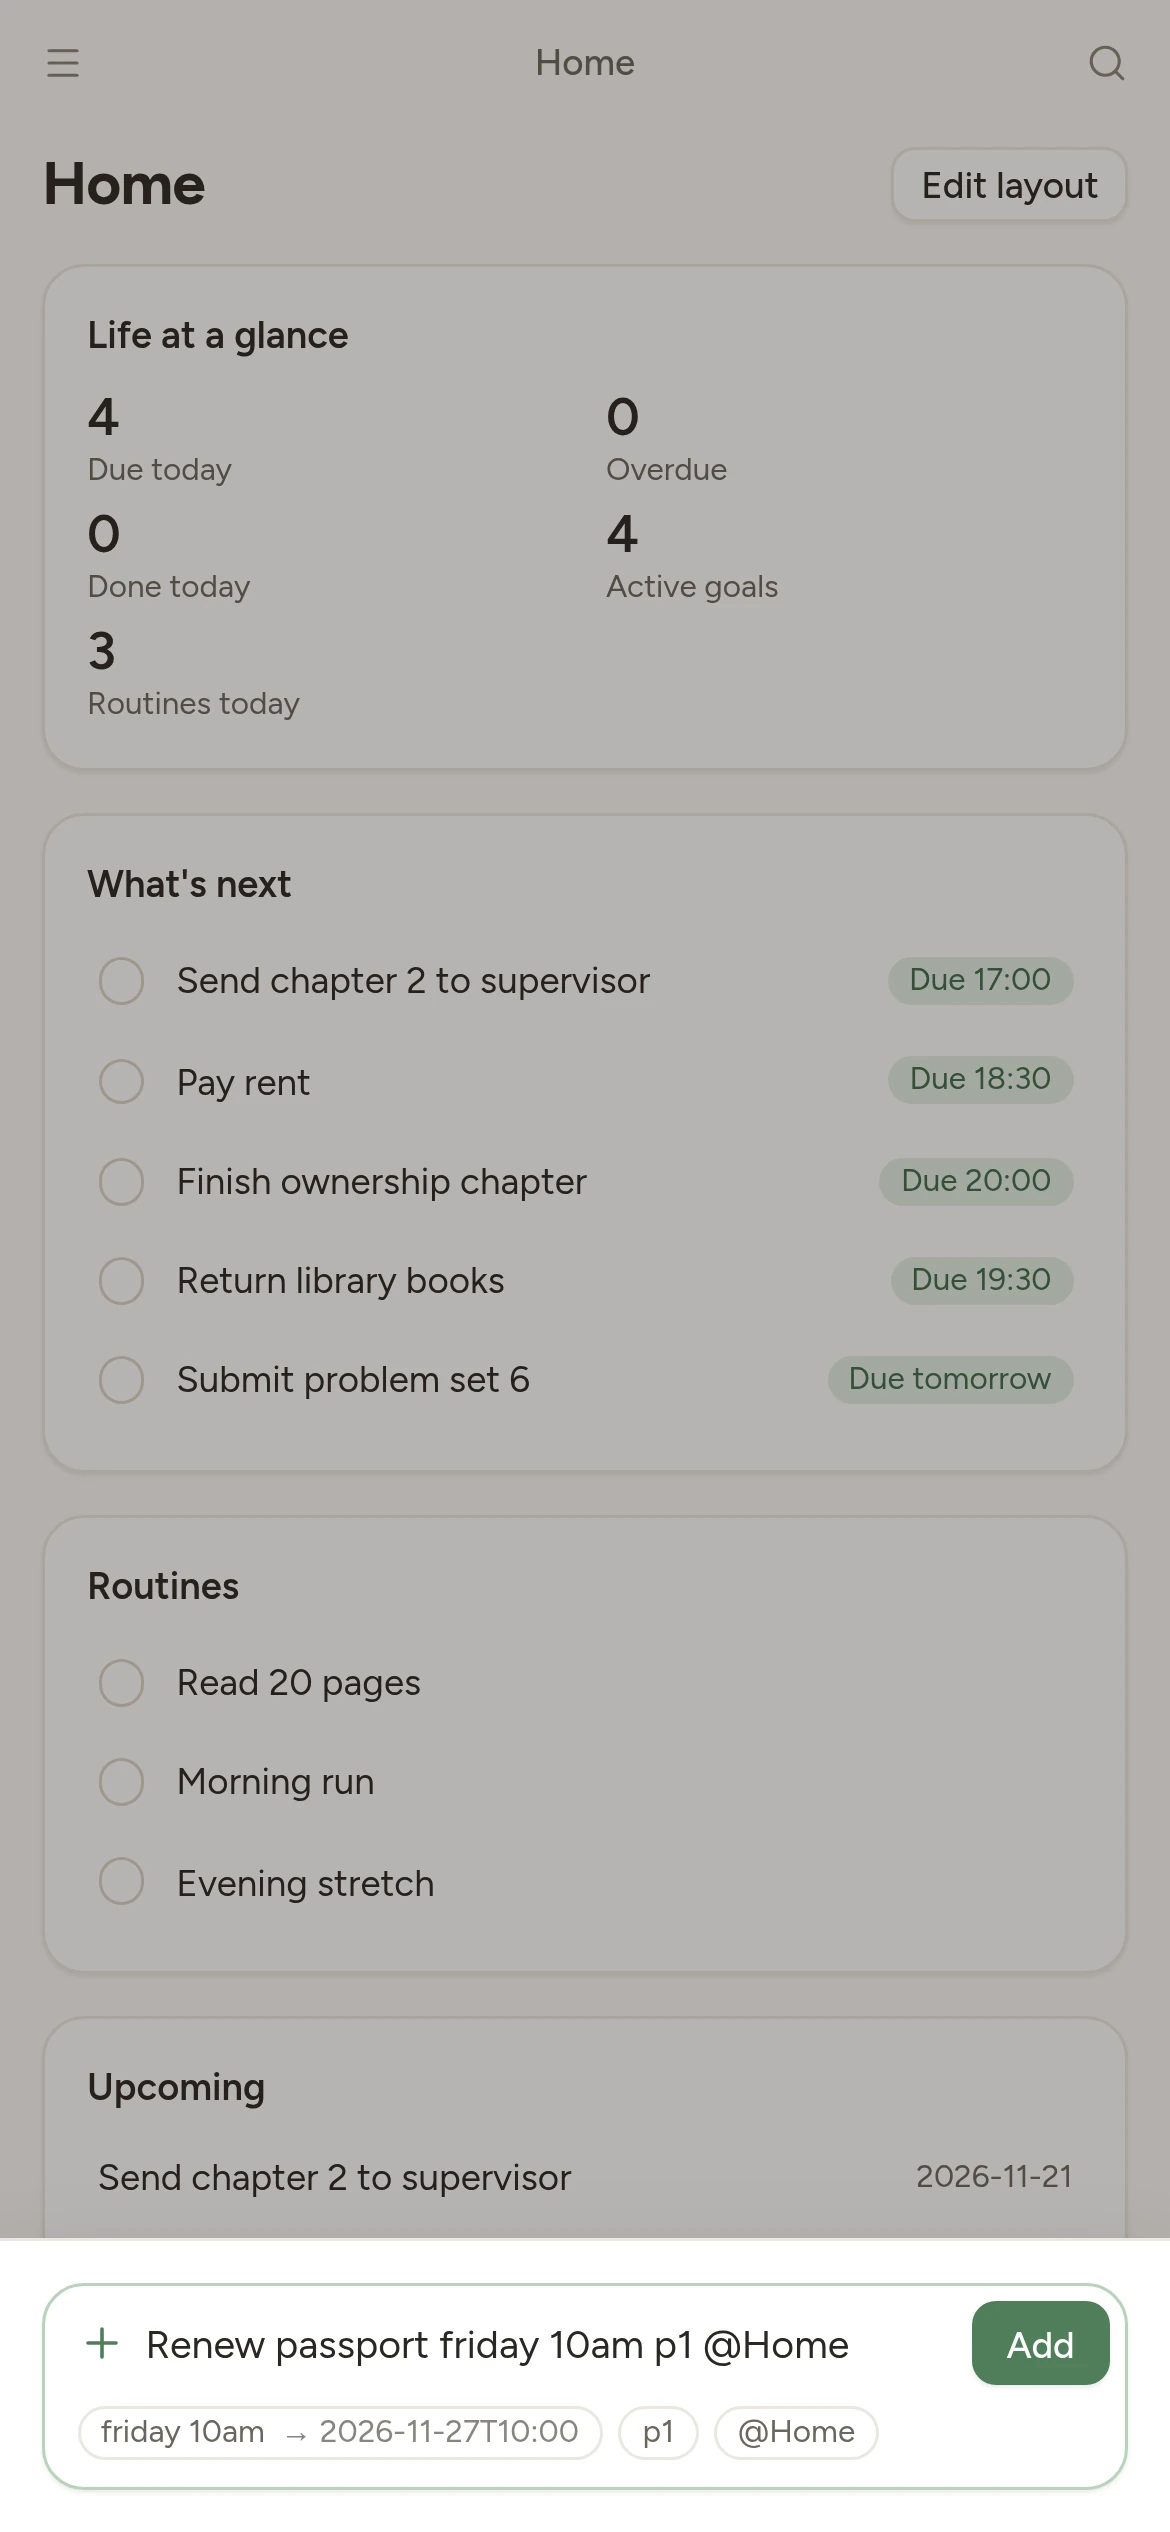 Home
Home
Edit layout
Life at a glance
4
Due today
0
Overdue
0
Done today
4
Active goals
3
Routines today
What's next
Send chapter 2 to supervisor
Due 17:00
Pay rent
Due 18:30
Finish ownership chapter
Due 20:00
Return library books
Due 19:30
Submit problem set 6
Due tomorrow
Routines
Read 20 pages
Morning run
Evening stretch
Upcoming
Send chapter 2 to supervisor
2026-11-21
Renew passport friday 10am p1 @Home
Add
friday 10am → 2026-11-27T10:00
p1
@Home